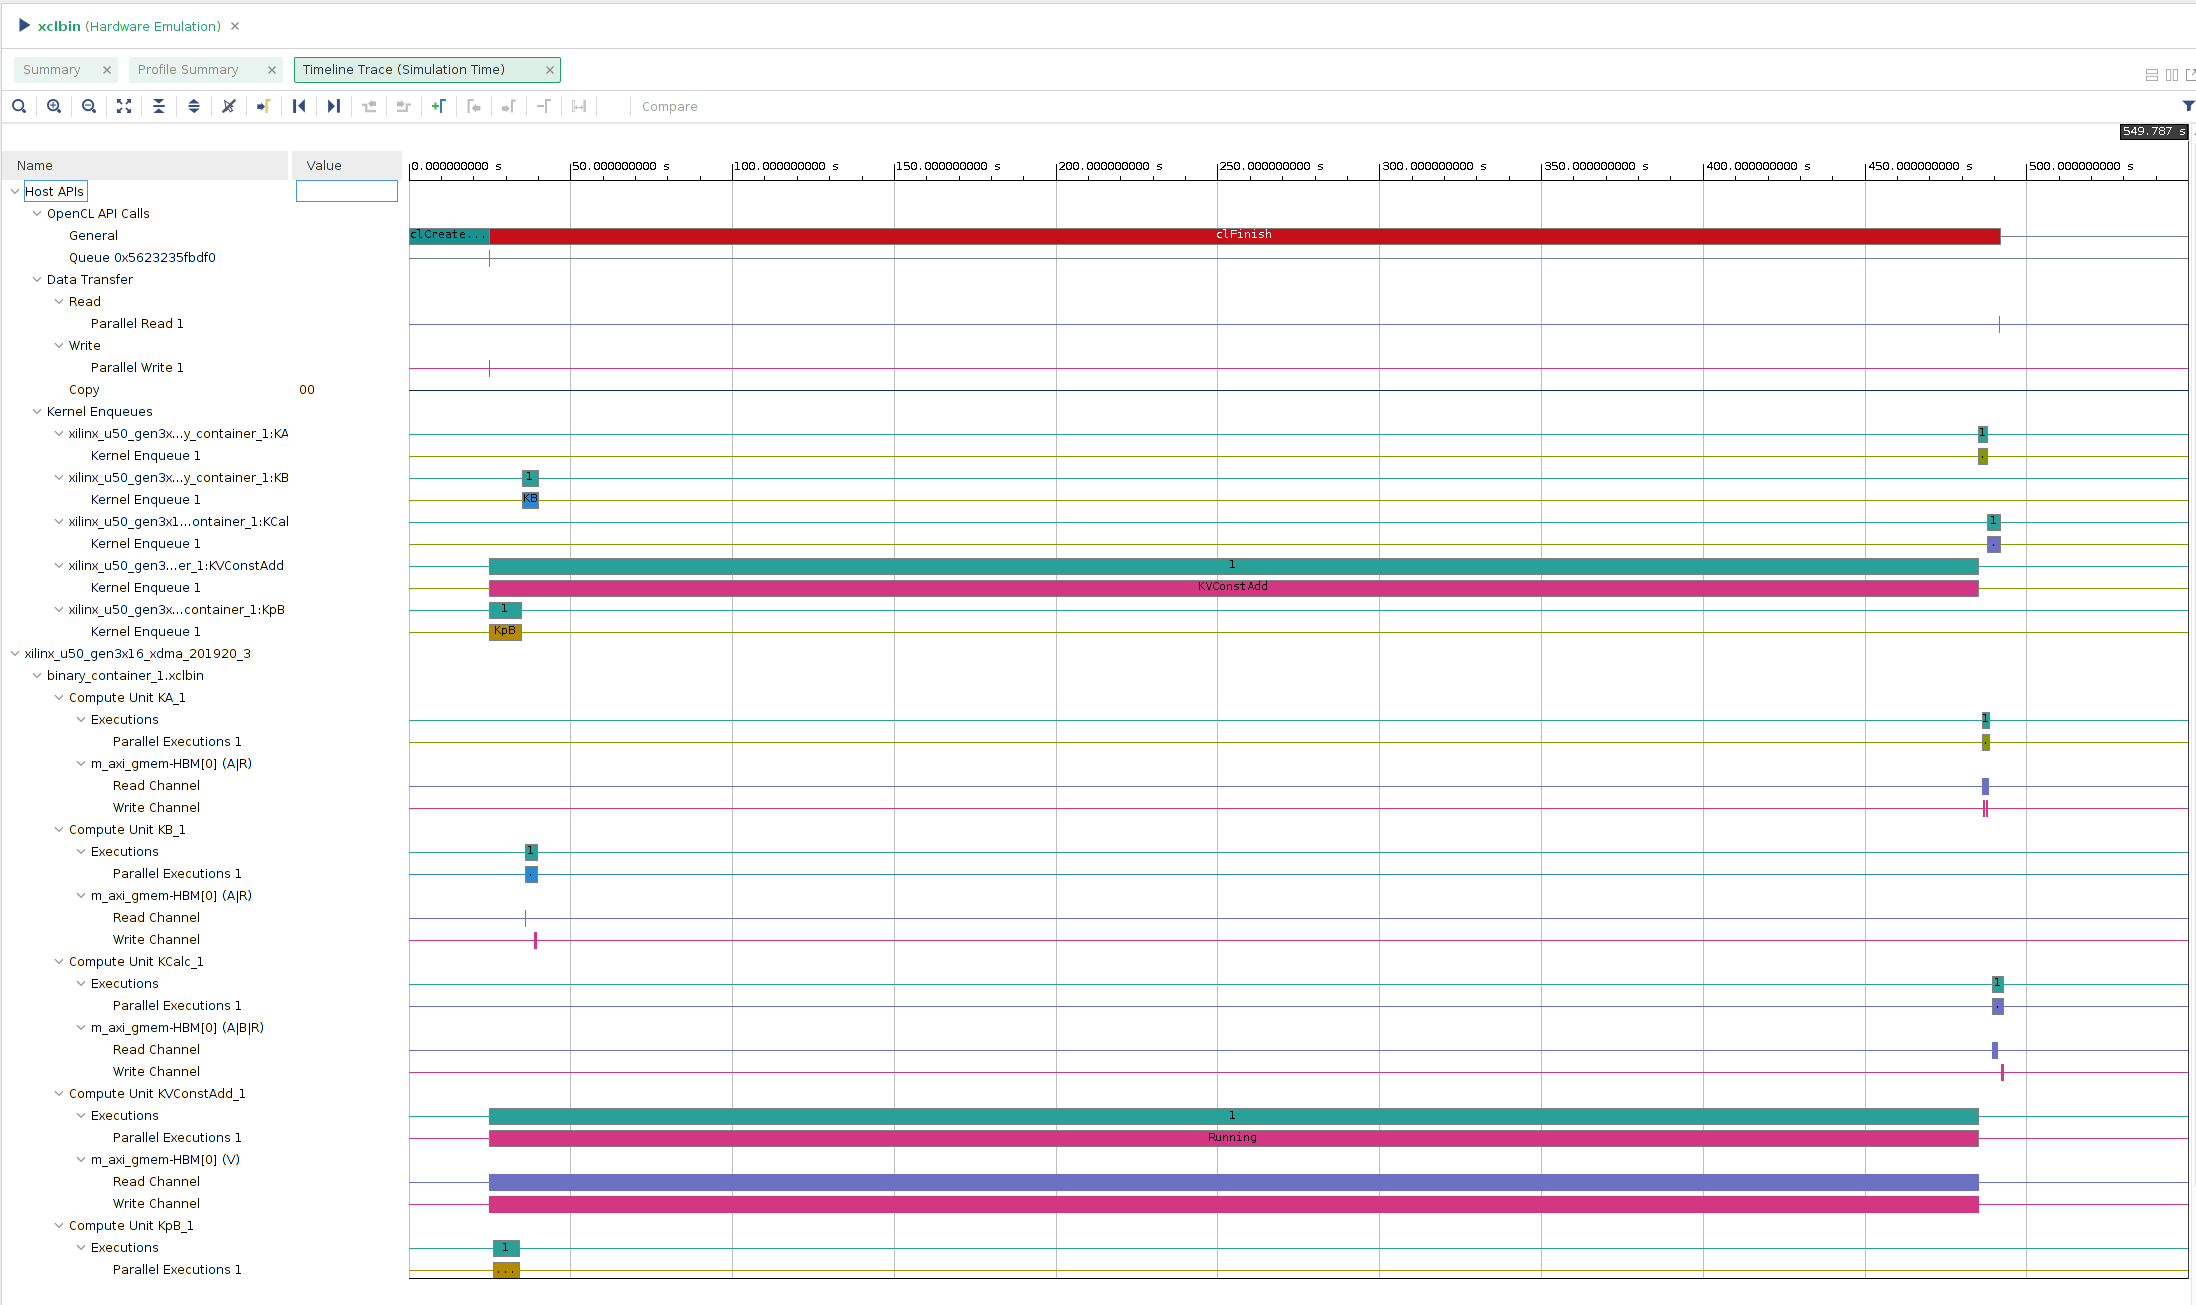 xclbin (Hardware Emulation)
Summary Profile Summary Timeline Trace (Simulation Time)
Compare
549.787 s
Name Value 0.000000000 s 50.000000000 s 100.000000000 s 150.000000000 s 200.000000000 s 250.000000000 s 300.000000000 s 350.000000000 s 400.000000000 s 450.000000000 s 500.000000000 s
Host APIs
OpenCL API Calls
General clCreate... clFinish
Queue 0x5623235fbdf0
Data Transfer
Read
Parallel Read 1
Write
Parallel Write 1
Copy 00
Kernel Enqueues
xilinx_u50_gen3x...y_container_1:KA 1
Kernel Enqueue 1 .
xilinx_u50_gen3x...y_container_1:KB 1
Kernel Enqueue 1 KB
xilinx_u50_gen3x1...ontainer_1:KCal 1
Kernel Enqueue 1 .
xilinx_u50_gen3...er_1:KVConstAdd 1
Kernel Enqueue 1 KVConstAdd
xilinx_u50_gen3x...container_1:KpB 1
Kernel Enqueue 1 KpB
xilinx_u50_gen3x16_xdma_201920_3
binary_container_1.xclbin
Compute Unit KA_1
Executions 1
Parallel Executions 1 .
m_axi_gmem-HBM[0] (A|R)
Read Channel
Write Channel
Compute Unit KB_1
Executions 1
Parallel Executions 1 .
m_axi_gmem-HBM[0] (A|R)
Read Channel
Write Channel
Compute Unit KCalc_1
Executions 1
Parallel Executions 1 .
m_axi_gmem-HBM[0] (A|B|R)
Read Channel
Write Channel
Compute Unit KVConstAdd_1
Executions 1
Parallel Executions 1 Running
m_axi_gmem-HBM[0] (V)
Read Channel
Write Channel
Compute Unit KpB_1
Executions 1
Parallel Executions 1 ...